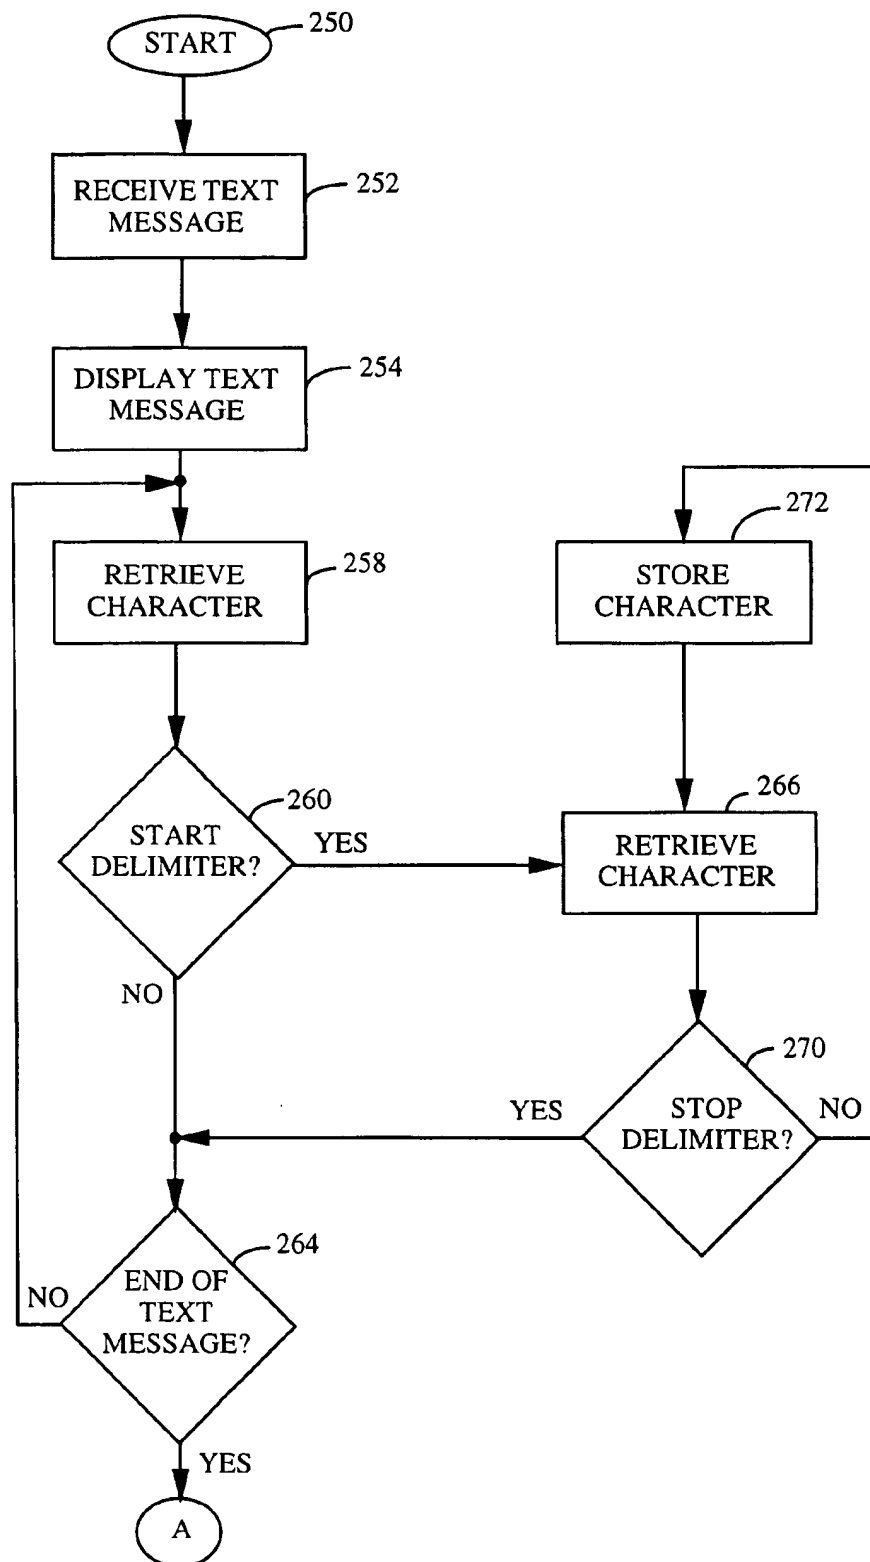 START
250
RECEIVE TEXT
MESSAGE
252
DISPLAY TEXT
MESSAGE
254
RETRIEVE
CHARACTER
258
272
STORE
CHARACTER
START
DELIMITER?
260
YES
NO
266
RETRIEVE
CHARACTER
270
STOP
DELIMITER?
YES
NO
264
END OF
TEXT
MESSAGE?
NO
YES
A